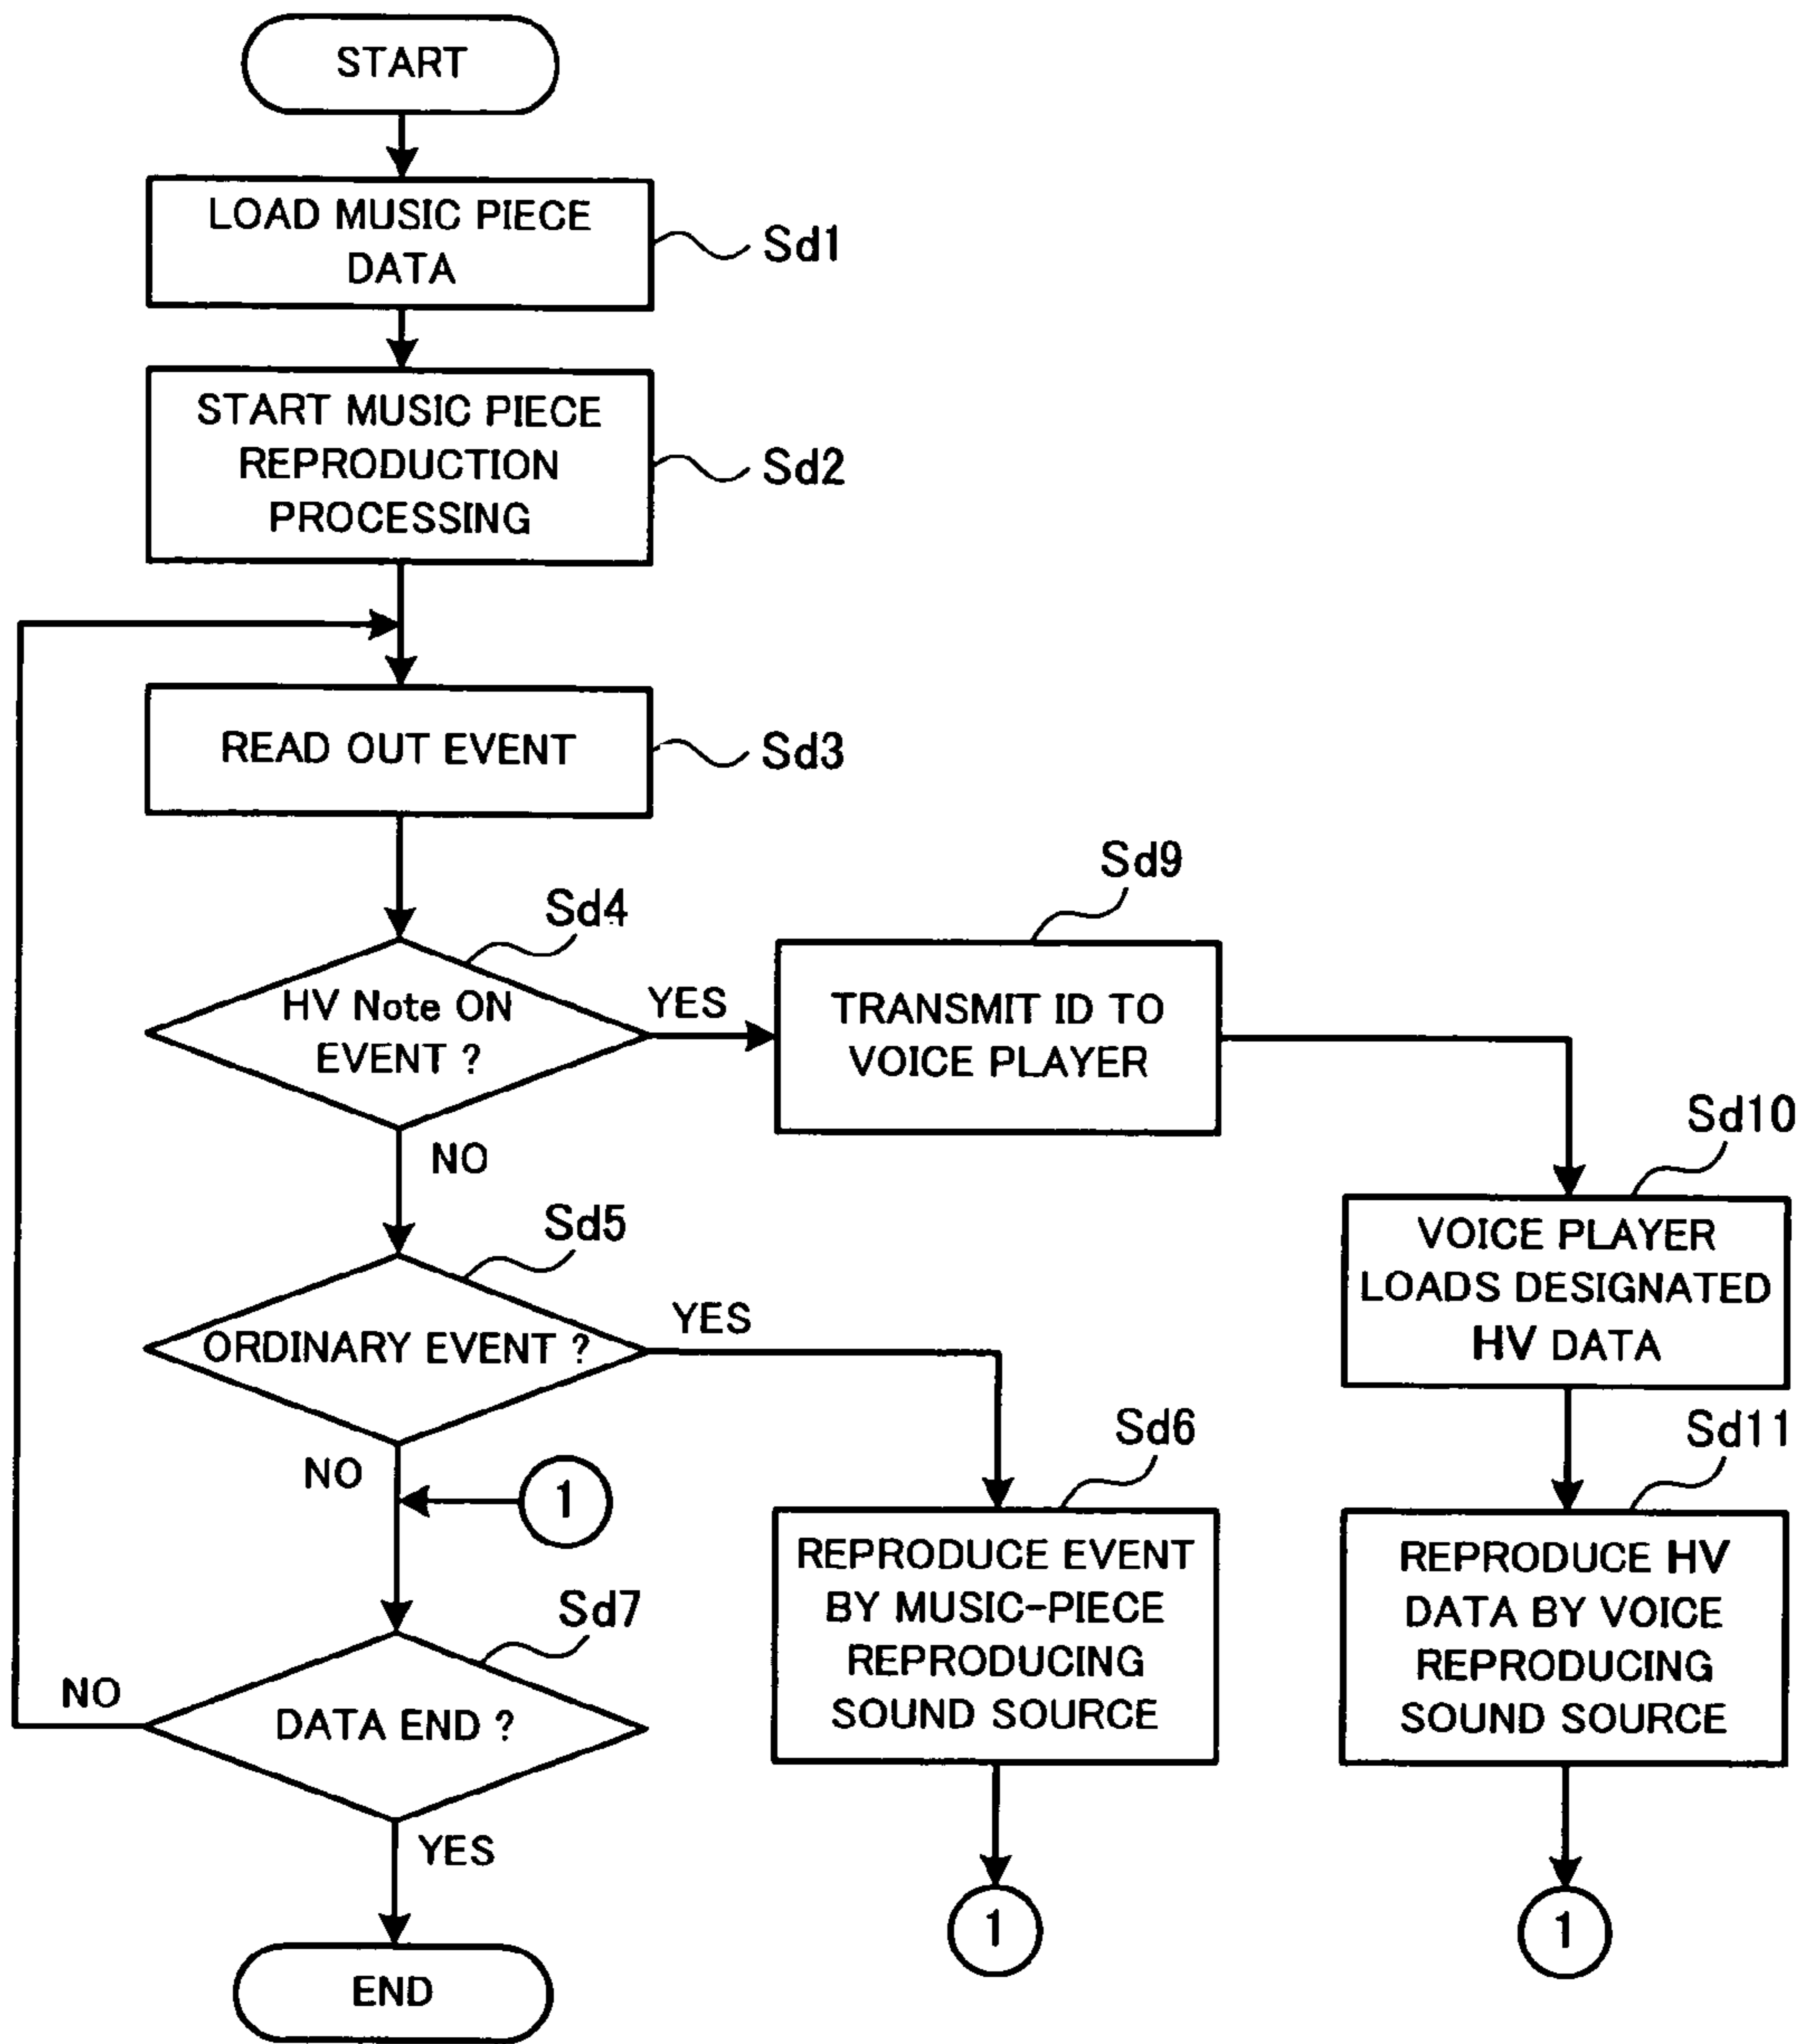 START
LOAD MUSIC PIECE
DATA
Sd1
START MUSIC PIECE
REPRODUCTION
PROCESSING
Sd2
READ OUT EVENT
Sd3
Sd4
HV Note ON
EVENT ?
YES
NO
Sd9
TRANSMIT ID TO
VOICE PLAYER
Sd10
VOICE PLAYER
LOADS DESIGNATED
HV DATA
Sd5
ORDINARY EVENT ?
YES
NO
1
Sd6
REPRODUCE EVENT
BY MUSIC-PIECE
REPRODUCING
SOUND SOURCE
1
Sd11
REPRODUCE HV
DATA BY VOICE
REPRODUCING
SOUND SOURCE
1
Sd7
DATA END ?
NO
YES
END